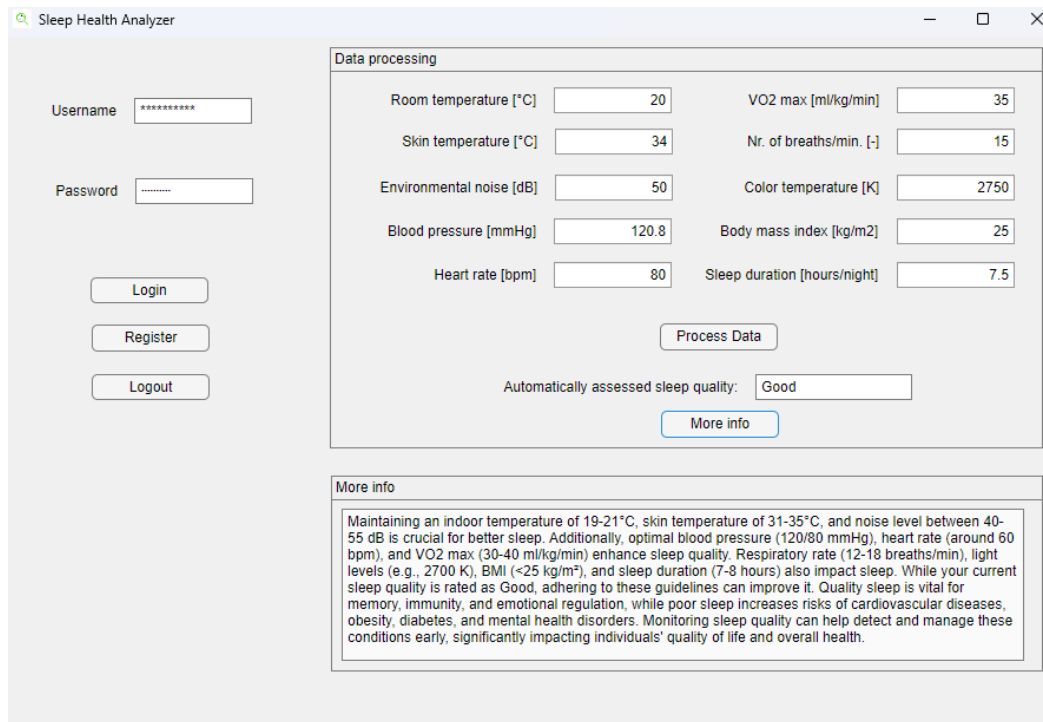 Sleep Health Analyzer
Username
**********
Password
Login
Register
Logout
Data processing
Room temperature [°C] 20 VO2 max [ml/kg/min] 35
Skin temperature [°C] 34 Nr. of breaths/min. [-] 15
Environmental noise [dB] 50 Color temperature [K] 2750
Blood pressure [mmHg] 120.8 Body mass index [kg/m2] 25
Heart rate [bpm] 80 Sleep duration [hours/night] 7.5
Process Data
Automatically assessed sleep quality: Good
More info
More info
Maintaining an indoor temperature of 19-21°C, skin temperature of 31-35°C, and noise level between 40-
55 dB is crucial for better sleep. Additionally, optimal blood pressure (120/80 mmHg), heart rate (around 60
bpm), and VO2 max (30-40 ml/kg/min) enhance sleep quality. Respiratory rate (12-18 breaths/min), light
levels (e.g., 2700 K), BMI (<25 kg/m²), and sleep duration (7-8 hours) also impact sleep. While your current
sleep quality is rated as Good, adhering to these guidelines can improve it. Quality sleep is vital for
memory, immunity, and emotional regulation, while poor sleep increases risks of cardiovascular diseases,
obesity, diabetes, and mental health disorders. Monitoring sleep quality can help detect and manage these
conditions early, significantly impacting individuals' quality of life and overall health.